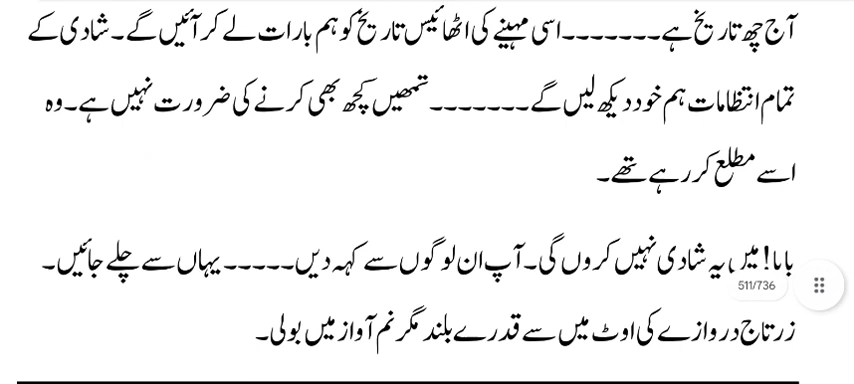 آج چھ تاریخ ہے۔۔۔۔۔۔۔اسی مہینے کی اٹھائیس تاریخ کو ہم بارات لے کر آئیں گے۔شادی کے
تمام انتظامات ہم خود دیکھ لیں گے۔۔۔۔۔۔۔تمھیں کچھ بھی کرنے کی ضرورت نہیں ہے۔وہ
اسے مطلع کر رہے تھے۔
بابا! میں یہ شادی نہیں کروں گی۔آپ ان لوگوں سے کہہ دیں۔۔۔۔۔یہاں سے چلے جائیں۔
511/736
زرتاج دروازے کی اوٹ میں سے قدرے بلند مگر نم آواز میں بولی۔